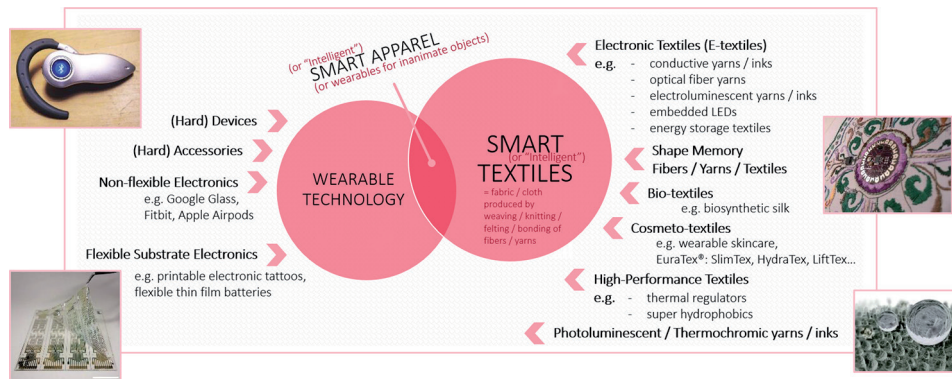 (or "Intelligent")
SMART APPAREL
(or wearables for inanimate objects)
(Hard) Devices
(Hard) Accessories
Non-flexible Electronics
e.g. Google Glass,
Fitbit, Apple Airpods
Flexible Substrate Electronics
e.g. printable electronic tattoos,
flexible thin film batteries
WEARABLE
TECHNOLOGY
SMART
(or "Intelligent")
TEXTILES
= fabric / cloth
produced by
weaving / knitting /
felting / bonding of
fibers / yarns
Electronic Textiles (E-textiles)
e.g. - conductive yarns / inks
- optical fiber yarns
- electroluminescent yarns / inks
- embedded LEDs
- energy storage textiles
Shape Memory
Fibers / Yarns / Textiles
Bio-textiles
e.g. biosynthetic silk
Cosmeto-textiles
e.g. wearable skincare,
EuraTex®: SlimTex, HydraTex, LiftTex...
High-Performance Textiles
e.g. - thermal regulators
- super hydrophobics
Photoluminescent / Thermochromic yarns / inks